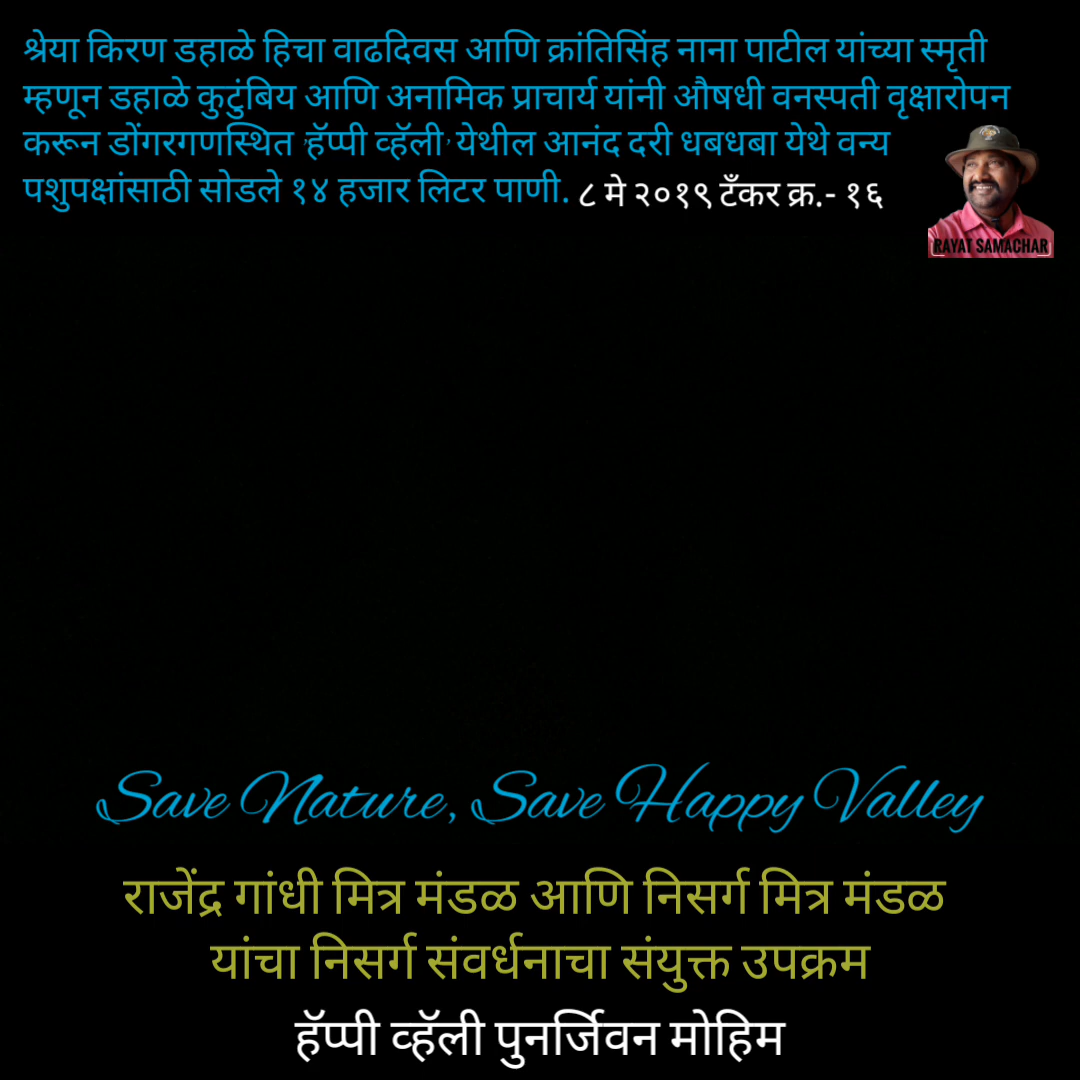 श्रेया किरण डहाळे हिचा वाढदिवस आणि क्रांतिसिंह नाना पाटील यांच्या स्मृती
म्हणून डहाळे कुटुंबिय आणि अनामिक प्राचार्य यांनी औषधी वनस्पती वृक्षारोपन
करून डोंगरगणस्थित 'हॅप्पी व्हॅली' येथील आनंद दरी धबधबा येथे वन्य
पशुपक्षांसाठी सोडले १४ हजार लिटर पाणी. ८ मे २०१९ टँकर क्र.- १६
RAYAT SAMACHAR
Save Nature, Save Happy Valley
राजेंद्र गांधी मित्र मंडळ आणि निसर्ग मित्र मंडळ
यांचा निसर्ग संवर्धनाचा संयुक्त उपक्रम
हॅप्पी व्हॅली पुनर्जिवन मोहिम